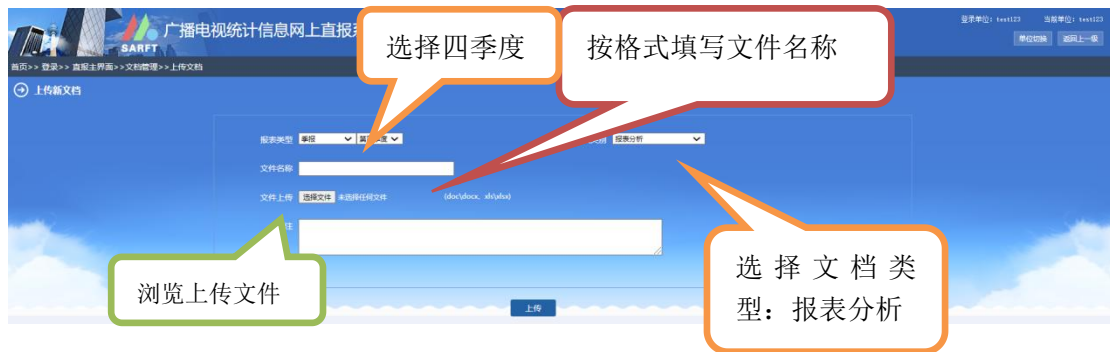 广播电视统计信息网上直报系
SARFT
登录单位：test123 当前单位：test123
单位切换 返回上一级
选择四季度
按格式填写文件名称
首页>> 登录>> 直报主界面>>文档管理>>上传文档
上传新文档
报表类型 季报 报表分析
文件名称
文件上传 选择文件 未选择任何文件 (doc\docx, xls\xlsx)
注
浏览上传文件
选择文档类
型：报表分析
上传